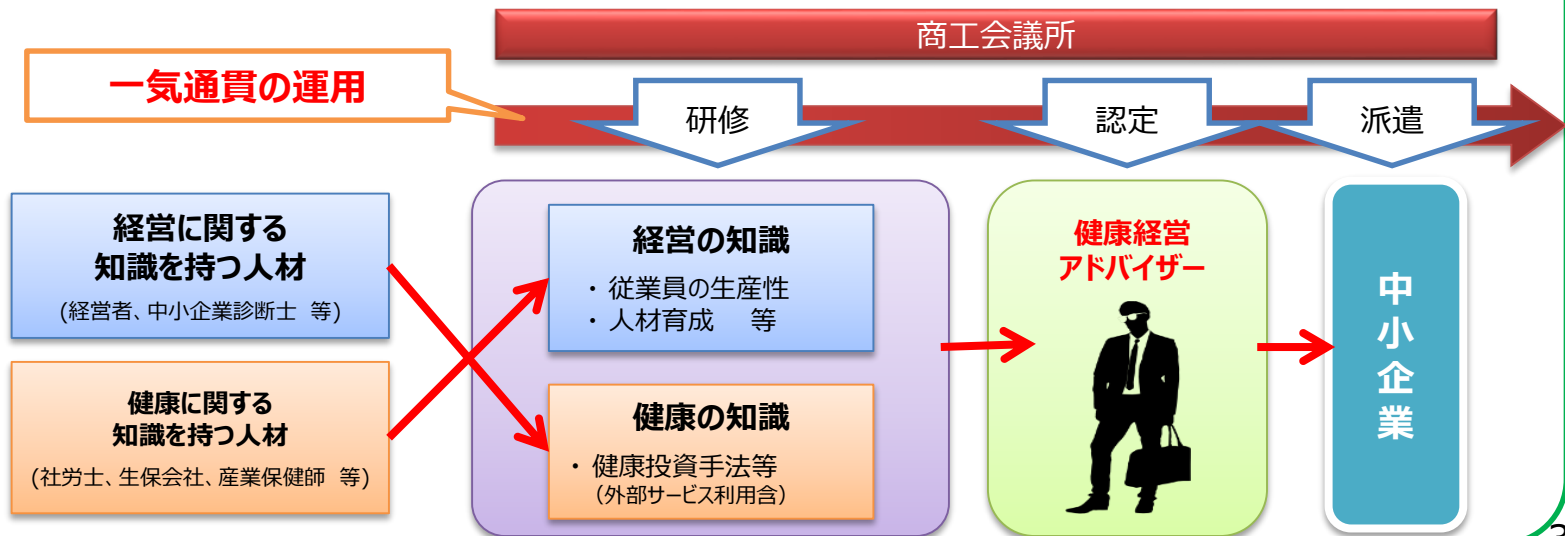 商工会議所
一気通貫の運用
研修
認定
派遣
経営に関する
知識を持つ人材
(経営者、中小企業診断士 等)
健康に関する
知識を持つ人材
(社労士、生保会社、産業保健師 等)
経営の知識
・ 従業員の生産性
・ 人材育成 等
健康の知識
・ 健康投資手法等
（外部サービス利用含）
健康経営
アドバイザー
中小企業